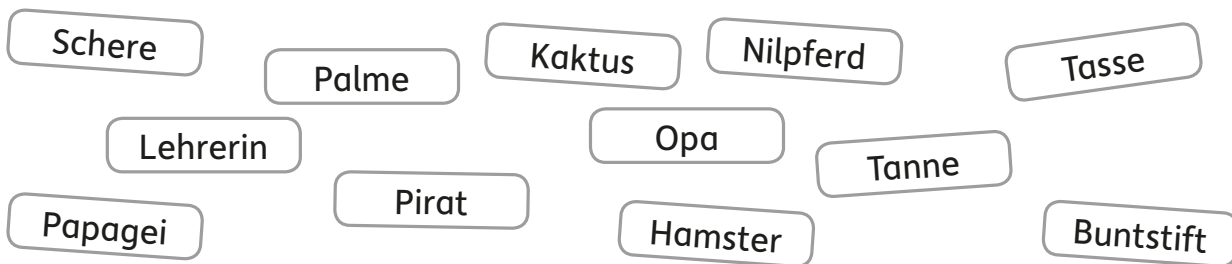 Schere
Palme
Kaktus
Nilpferd
Tasse
Lehrerin
Opa
Tanne
Papagei
Pirat
Hamster
Buntstift